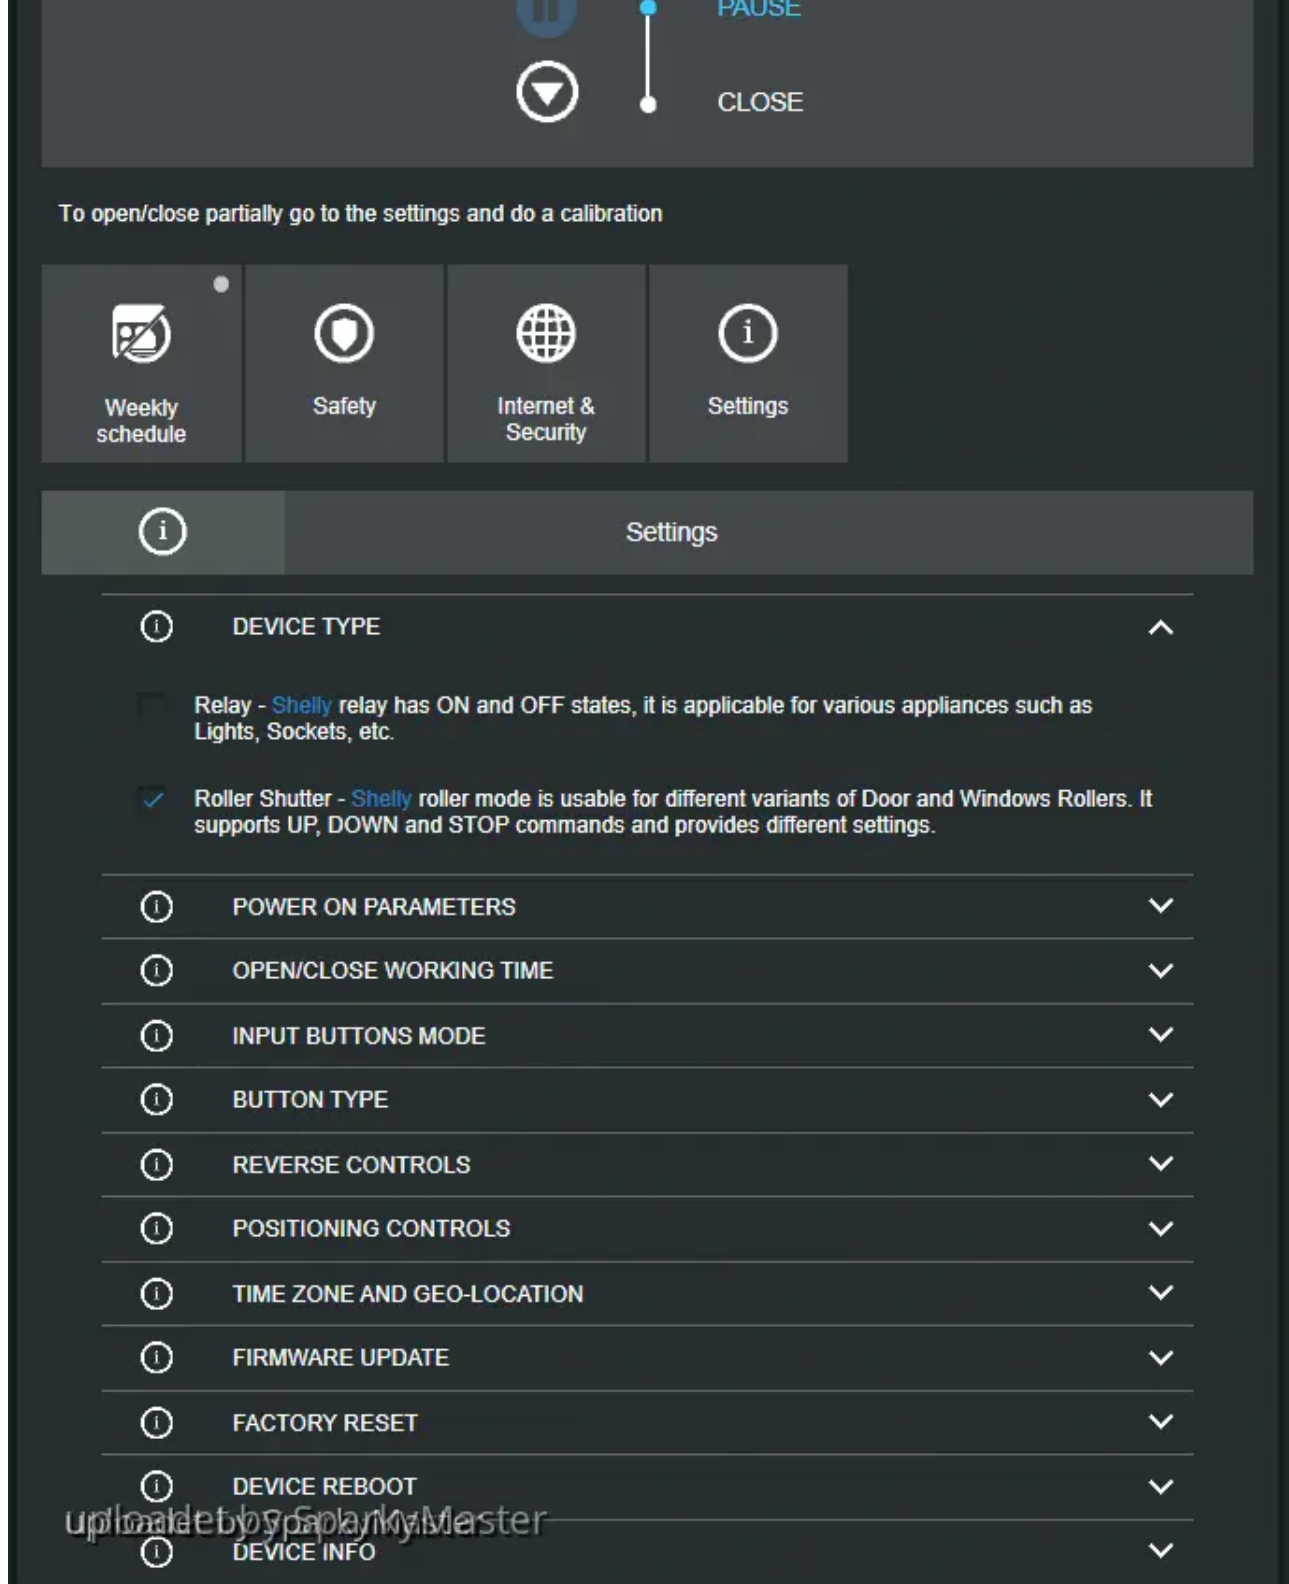 PAUSE
CLOSE
To open/close partially go to the settings and do a calibration
Weekly
schedule
Safety
Internet &
Security
Settings
Settings
DEVICE TYPE
Relay - Shelly relay has ON and OFF states, it is applicable for various appliances such as
Lights, Sockets, etc.
Roller Shutter - Shelly roller mode is usable for different variants of Door and Windows Rollers. It
supports UP, DOWN and STOP commands and provides different settings.
POWER ON PARAMETERS
OPEN/CLOSE WORKING TIME
INPUT BUTTONS MODE
BUTTON TYPE
REVERSE CONTROLS
POSITIONING CONTROLS
TIME ZONE AND GEO-LOCATION
FIRMWARE UPDATE
FACTORY RESET
DEVICE REBOOT
by SparkyMaster
DEVICE INFO